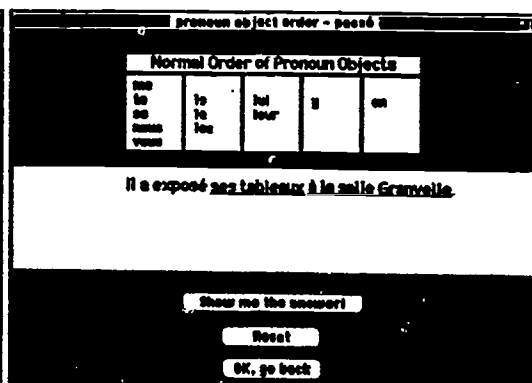 pronoun object order - passé
Normal Order of Pronoun Objects
me
te le lui y en
se la leur
nous les
vous
Il a exposé ses tableaux à la salle Granvelle.
Show me the answer!
Reset
OK, go back